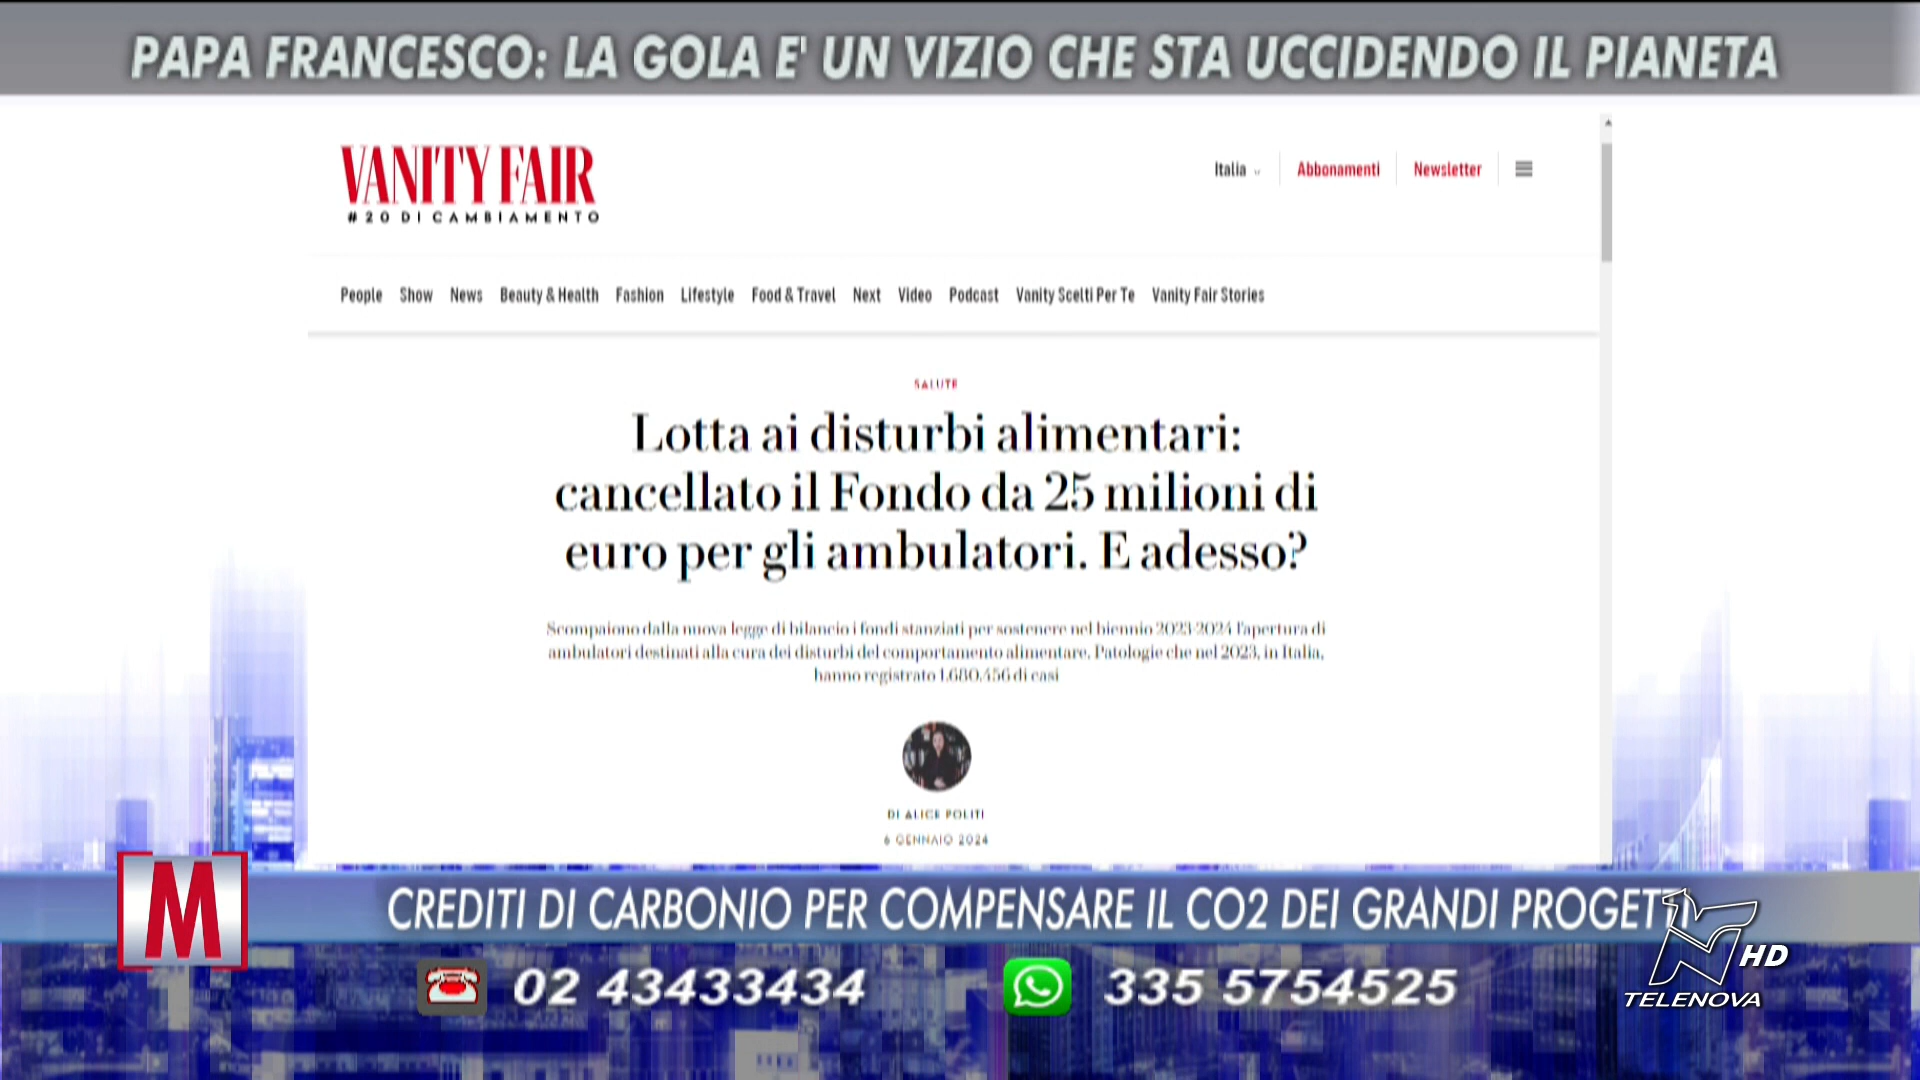 PAPA FRANCESCO: LA GOLA E' UN VIZIO CHE STA UCCIDENDO IL PIANETA
VANITY FAIR
#20DICAMBIAMENTO
Italia
Abbonamenti
Newsletter
People Show News Beauty & Health Fashion Lifestyle Food & Travel Next Video Podcast Vanity Scelti Per Te Vanity Fair Stories
SALUTE
Lotta ai disturbi alimentari:
cancellato il Fondo da 25 milioni di
euro per gli ambulatori. E adesso?
Scompaiono dalla nuova legge di bilancio i fondi stanziati per sostenere nel biennio 2023-2024 l'apertura di
ambulatori destinati alla cura dei disturbi del comportamento alimentare. Patologie che nel 2023, in Italia,
hanno registrato 1.680.456 di casi
DI ALICE POLITI
6 GENNAIO 2024
M
CREDITI DI CARBONIO PER COMPENSARE IL CO2 DEI GRANDI PROGETTI
02 43433434
335 5754525
HD
TELENOVA